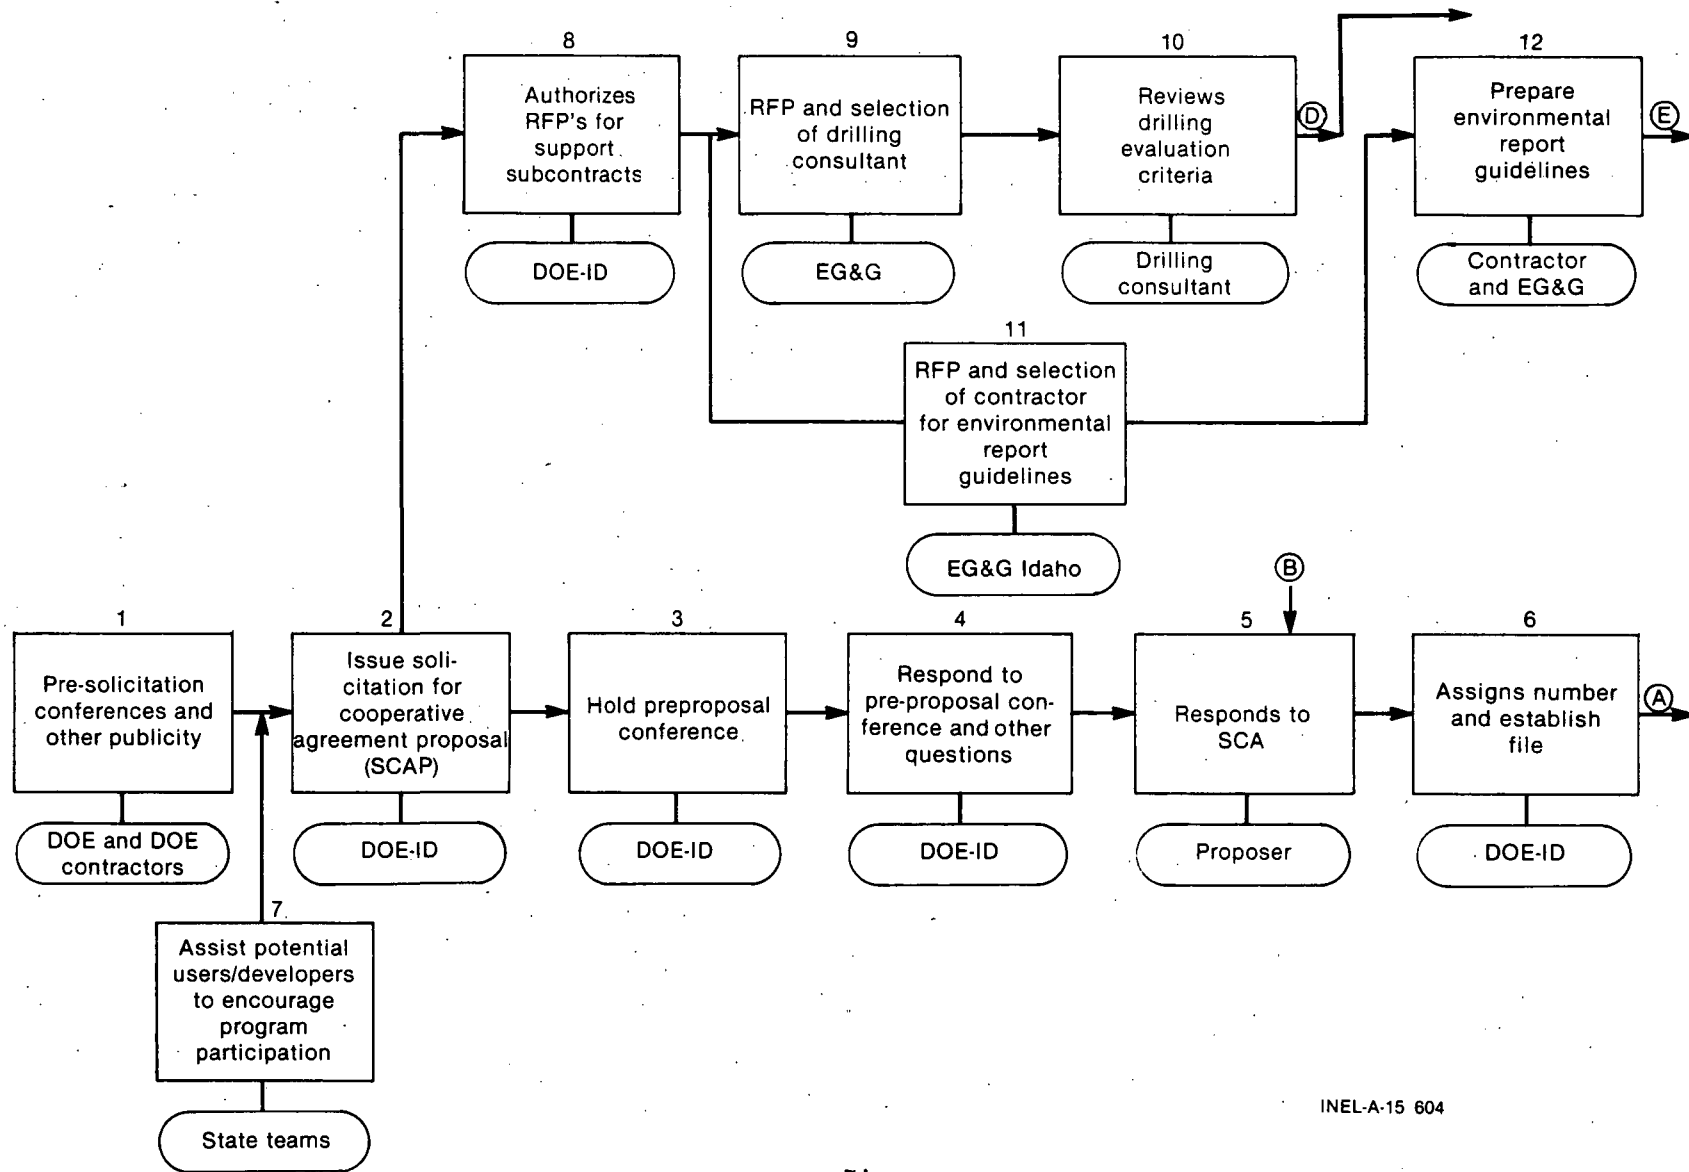 8
Authorizes
RFP's for
support
subcontracts
DOE-ID
9
RFP and selection
of drilling
consultant
EG&G
10
Reviews
drilling
evaluation
criteria
Drilling
consultant
D
12
Prepare
environmental
report
guidelines
Contractor
and EG&G
E
11
RFP and selection
of contractor
for environmental
report
guidelines
EG&G Idaho
1
Pre-solicitation
conferences and
other publicity
DOE and DOE
contractors
2
Issue soli-
citation for
cooperative
agreement proposal
(SCAP)
DOE-ID
3
Hold preproposal
conference
DOE-ID
4
Respond to
pre-proposal con-
ference and other
questions
DOE-ID
B
5
Responds to
SCA
Proposer
6
Assigns number
and establish
file
DOE-ID
A
7
Assist potential
users/developers
to encourage
program
participation
State teams
INEL-A-15 604